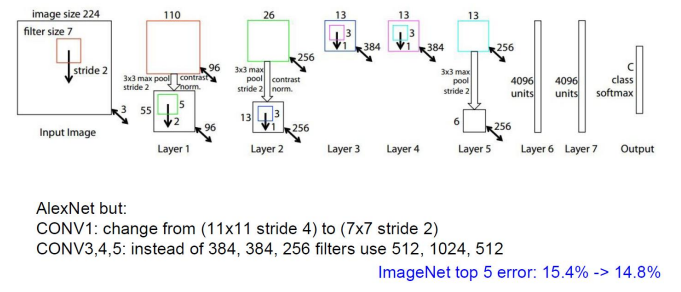 image size 224
filter size 7
stride 2
3
Input Image
110
96
3x3 max pool
stride 2
contrast
norm.
55
5
2
96
Layer 1
26
256
3x3 max
pool
stride 2
contrast
norm.
13
3
1
256
Layer 2
13
3
1
384
Layer 3
13
3
1
384
Layer 4
13
256
3x3 max
pool
stride 2
6
256
Layer 5
4096
units
Layer 6
4096
units
Layer 7
C
class
softmax
Output
AlexNet but:
CONV1: change from (11x11 stride 4) to (7x7 stride 2)
CONV3,4,5: instead of 384, 384, 256 filters use 512, 1024, 512
ImageNet top 5 error: 15.4% -> 14.8%